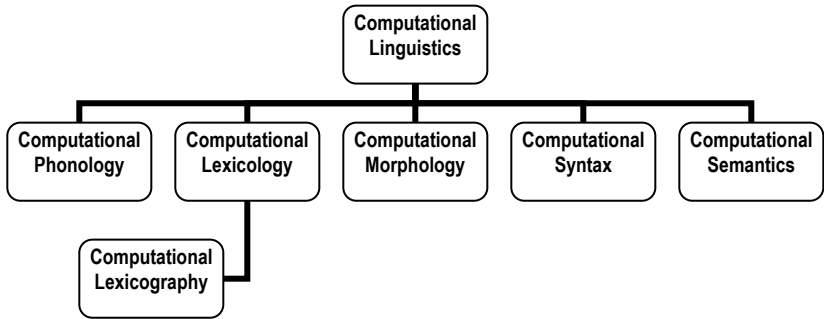 Computational
Linguistics
Computational
Phonology
Computational
Lexicology
Computational
Morphology
Computational
Syntax
Computational
Semantics
Computational
Lexicography